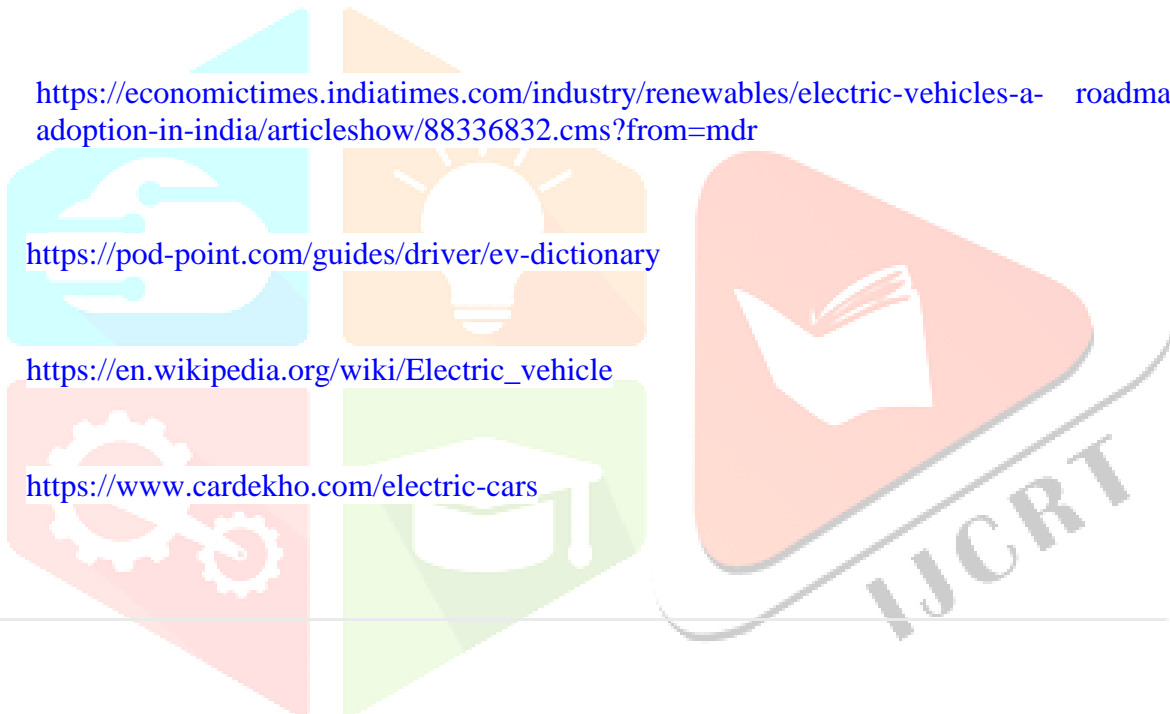 https://economictimes.indiatimes.com/industry/renewables/electric-vehicles-a- roadma
adoption-in-india/articleshow/88336832.cms?from=mdr
https://pod-point.com/guides/driver/ev-dictionary
https://en.wikipedia.org/wiki/Electric_vehicle
https://www.cardekho.com/electric-cars
IJCRT